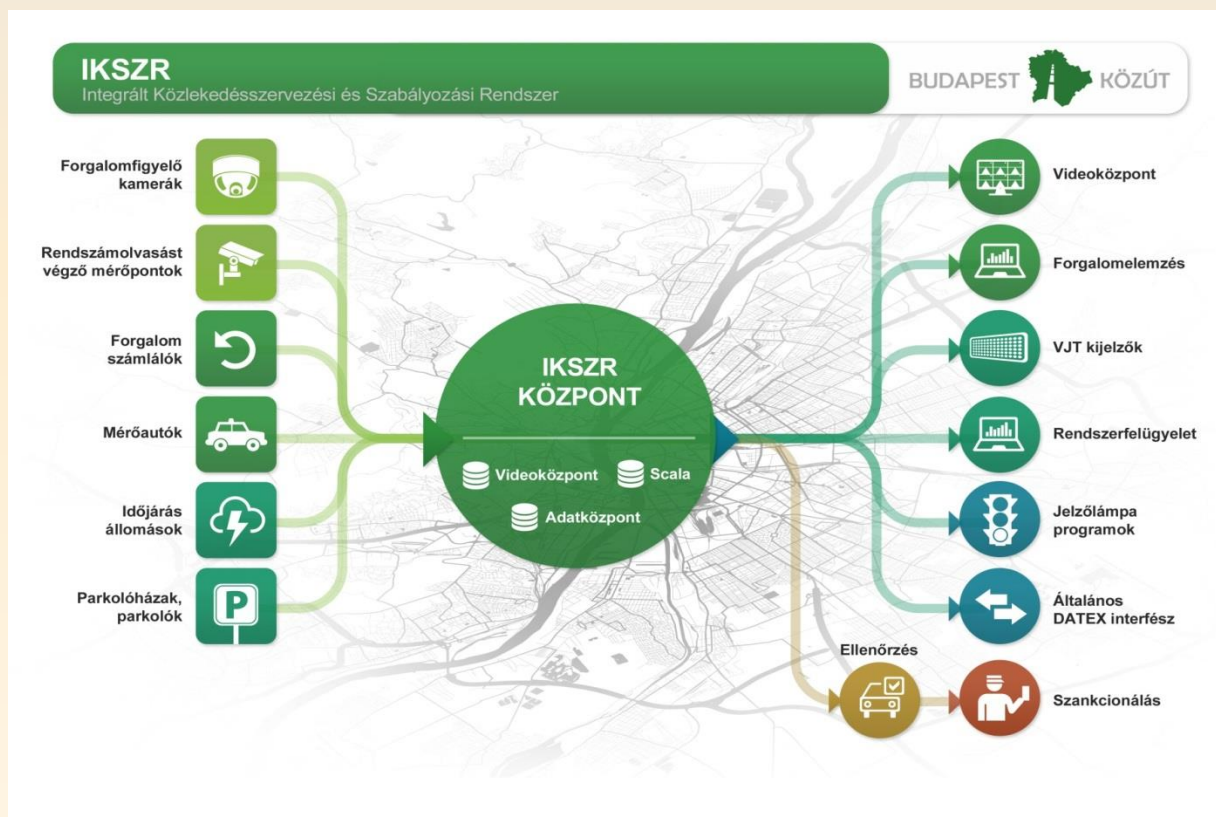 IKSZR
Integrált Közlekedésszervezési és Szabályozási Rendszer
BUDAPEST KÖZÚT
Forgalomfigyelő
kamerák
Rendszámolvasást
végző mérőpontok
Forgalom
számlálók
Mérőautók
Időjárás
állomások
P
Parkolóházak,
parkolók
IKSZR
KÖZPONT
Videoközpont
Scala
Adatközpont
Videoközpont
Forgalomelemzés
VJT kijelzők
Rendszerfelügyelet
Jelzőlámpa
programok
Általános
DATEX interfész
Ellenőrzés
Szankcionálás